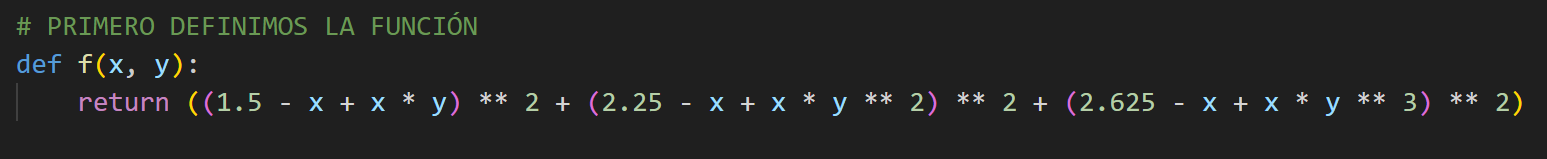 # PRIMERO DEFINIMOS LA FUNCIÓN
def f(x, y):
    return ((1.5 - x + x * y) ** 2 + (2.25 - x + x * y ** 2) ** 2 + (2.625 - x + x * y ** 3) ** 2)